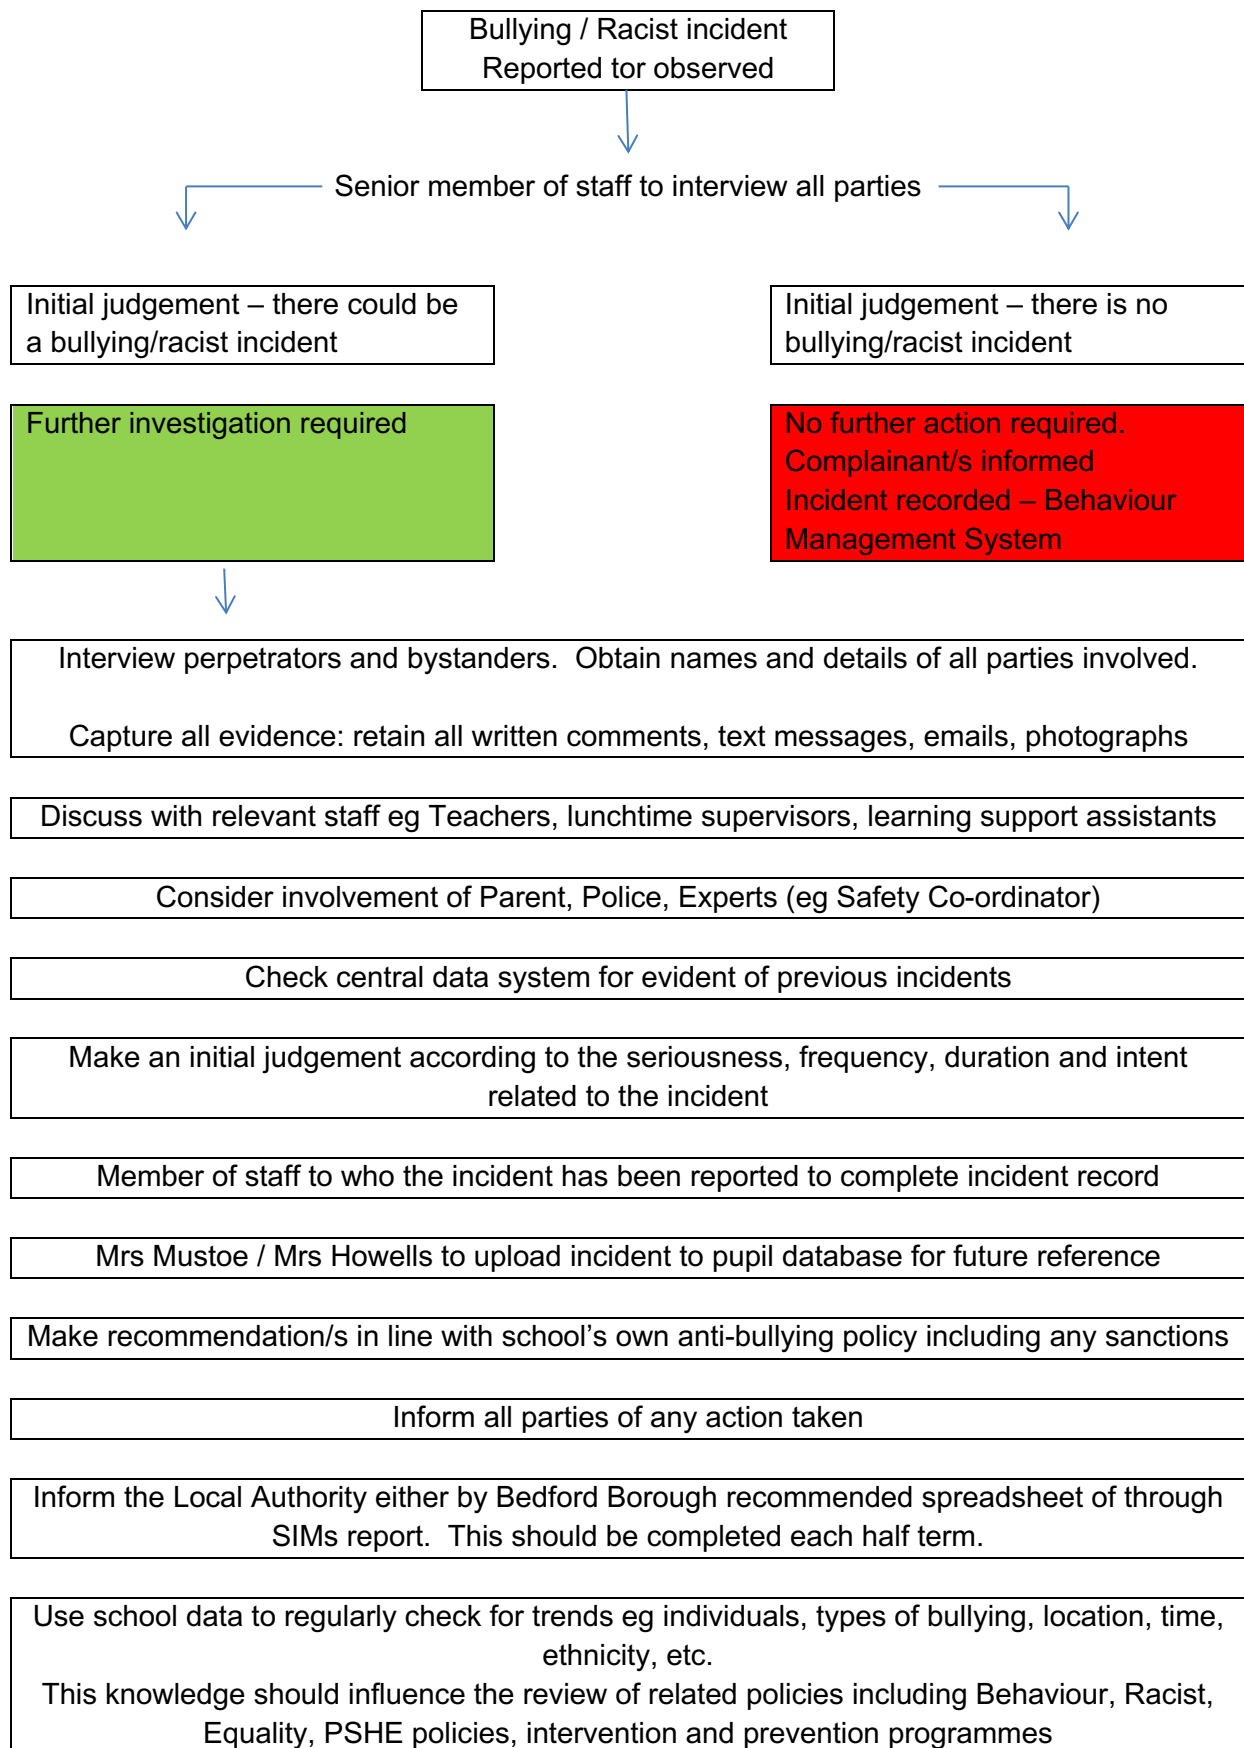 Bullying / Racist incident
Reported tor observed
Senior member of staff to interview all parties
Initial judgement – there could be
a bullying/racist incident
Initial judgement – there is no
bullying/racist incident
Further investigation required
No further action required.
Complainant/s informed
Incident recorded – Behaviour
Management System
Interview perpetrators and bystanders.  Obtain names and details of all parties involved.
Capture all evidence: retain all written comments, text messages, emails, photographs
Discuss with relevant staff eg Teachers, lunchtime supervisors, learning support assistants
Consider involvement of Parent, Police, Experts (eg Safety Co-ordinator)
Check central data system for evident of previous incidents
Make an initial judgement according to the seriousness, frequency, duration and intent
related to the incident
Member of staff to who the incident has been reported to complete incident record
Mrs Mustoe / Mrs Howells to upload incident to pupil database for future reference
Make recommendation/s in line with school’s own anti-bullying policy including any sanctions
Inform all parties of any action taken
Inform the Local Authority either by Bedford Borough recommended spreadsheet of through
SIMs report.  This should be completed each half term.
Use school data to regularly check for trends eg individuals, types of bullying, location, time,
ethnicity, etc.
This knowledge should influence the review of related policies including Behaviour, Racist,
Equality, PSHE policies, intervention and prevention programmes